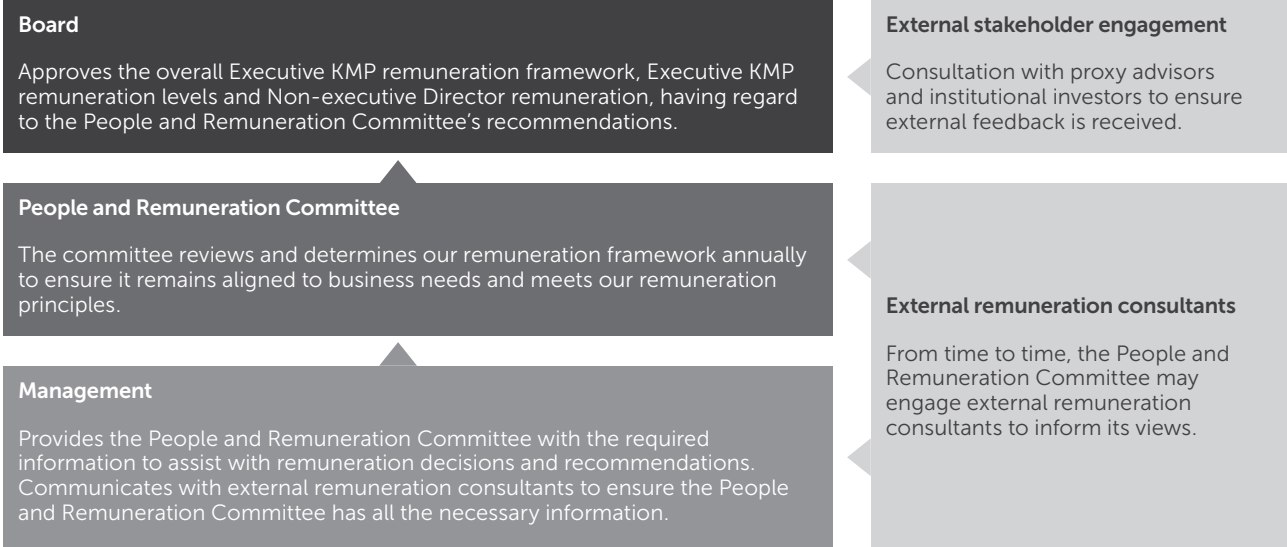 Board
Approves the overall Executive KMP remuneration framework, Executive KMP
remuneration levels and Non-executive Director remuneration, having regard
to the People and Remuneration Committee’s recommendations.
External stakeholder engagement
Consultation with proxy advisors
and institutional investors to ensure
external feedback is received.
People and Remuneration Committee
The committee reviews and determines our remuneration framework annually
to ensure it remains aligned to business needs and meets our remuneration
principles.
Management
Provides the People and Remuneration Committee with the required
information to assist with remuneration decisions and recommendations.
Communicates with external remuneration consultants to ensure the People
and Remuneration Committee has all the necessary information.
External remuneration consultants
From time to time, the People and
Remuneration Committee may
engage external remuneration
consultants to inform its views.